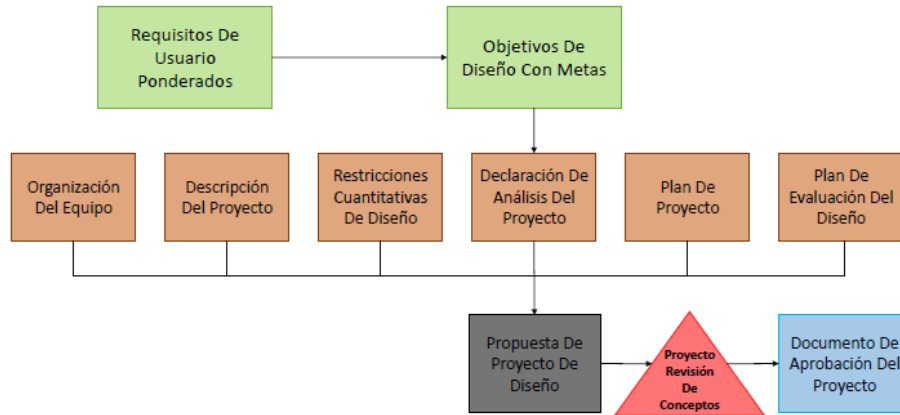 Requisitos De
Usuario
Ponderados
Objetivos De
Diseño Con Metas
Organización
Del Equipo
Descripción
Del Proyecto
Restricciones
Cuantitativas
De Diseño
Declaración De
Análisis Del
Proyecto
Plan De
Proyecto
Plan De
Evaluación Del
Diseño
Propuesta De
Proyecto De
Diseño
Proyecto
Revisión
De
Conceptos
Documento De
Aprobación Del
Proyecto